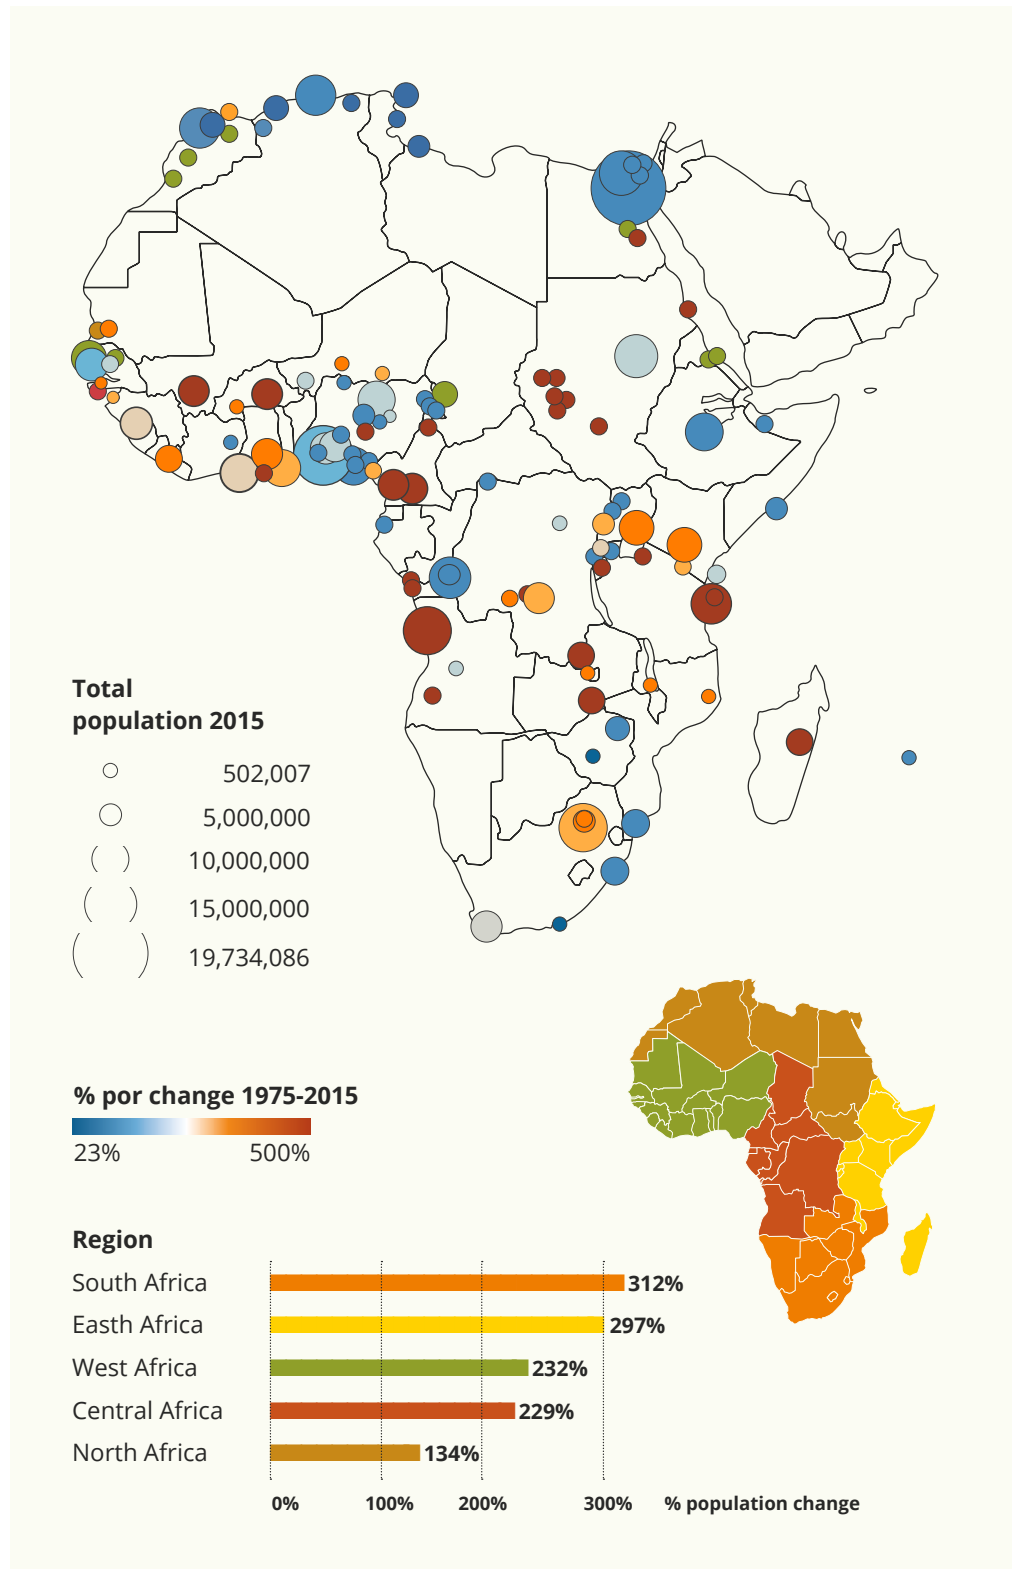 Total
population 2015
502,007
5,000,000
10,000,000
15,000,000
19,734,086
% por change 1975-2015
23% 500%
Region
South Africa 312%
Easth Africa 297%
West Africa 232%
Central Africa 229%
North Africa 134%
0% 100% 200% 300% % population change